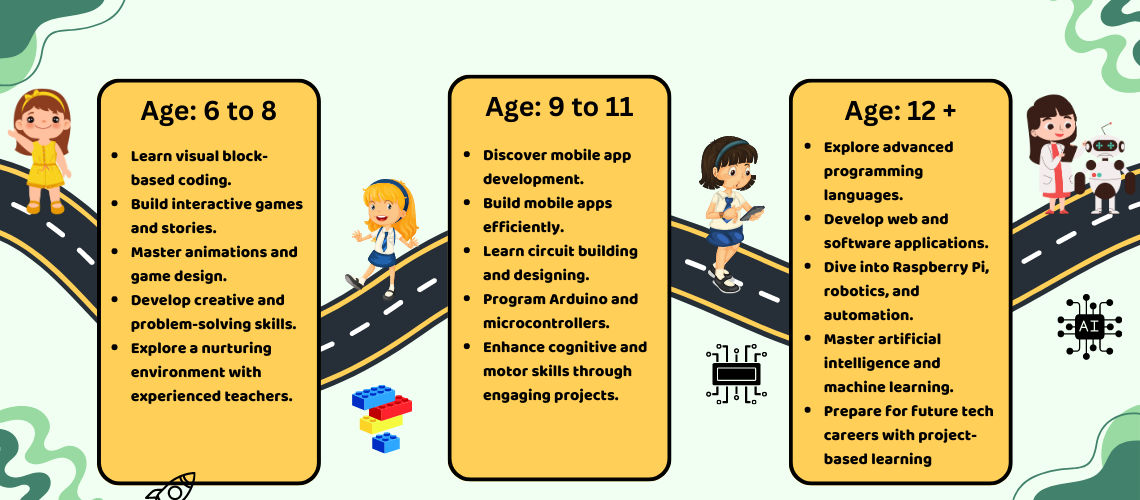 Age: 6 to 8
• Learn visual block-
based coding.
• Build interactive games
and stories.
• Master animations and
game design.
• Develop creative and
problem-solving skills.
• Explore a nurturing
environment with
experienced teachers.
Age: 9 to 11
• Discover mobile app
development.
• Build mobile apps
efficiently.
• Learn circuit building
and designing.
• Program Arduino and
microcontrollers.
• Enhance cognitive and
motor skills through
engaging projects.
Age: 12 +
• Explore advanced
programming
languages.
• Develop web and
software applications.
• Dive into Raspberry Pi,
robotics, and
automation.
• Master artificial
intelligence and
machine learning.
• Prepare for future tech
careers with project-
based learning
AI